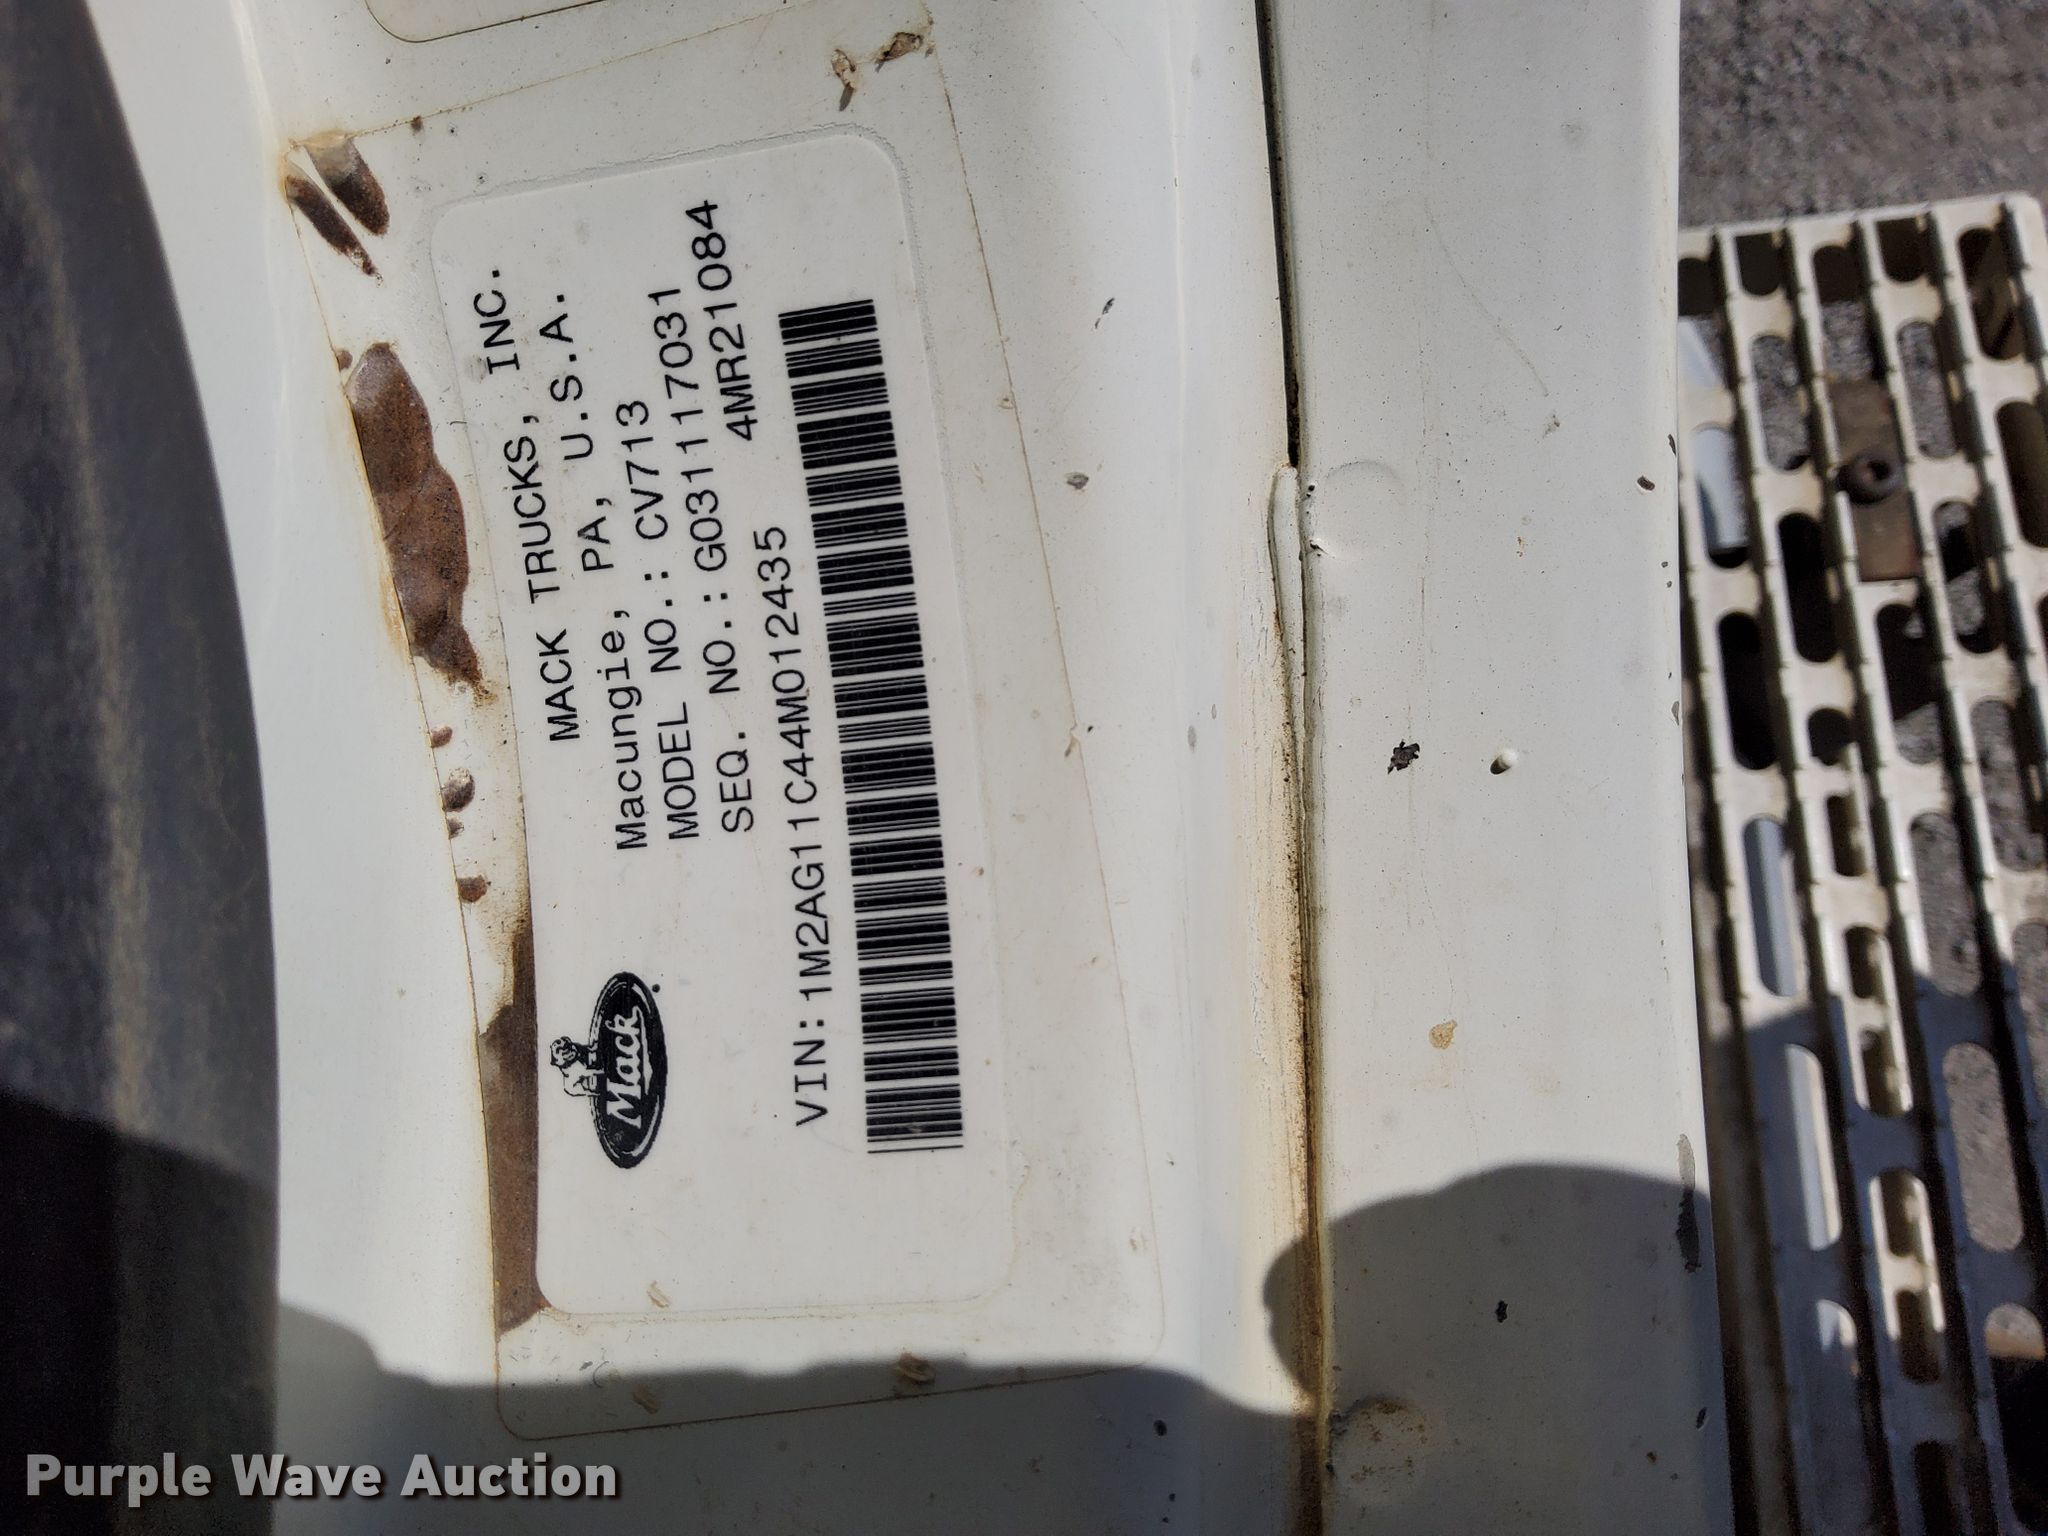 MACK TRUCKS, INC.
Macungie, PA, U.S.A.
MODEL NO.: CV713
SEQ. NO.: G031117031
4MR21084
VIN:1M2AG11C44M012435
Mack
Purple Wave Auction